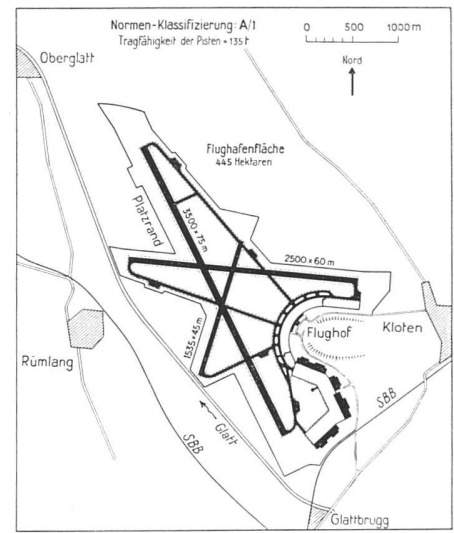 Normen-Klassifizierung: A/1
Tragfähigkeit der Pisten = 135 t
0 500 1000 m
Nord
Oberglatt
Flughafenfläche
445 Hektaren
Platzrand
3500 x 75 m
2500 x 60 m
1535 x 45 m
Flughof
Kloten
Rümlang
Glatt
SBB
SBB
Glattbrugg